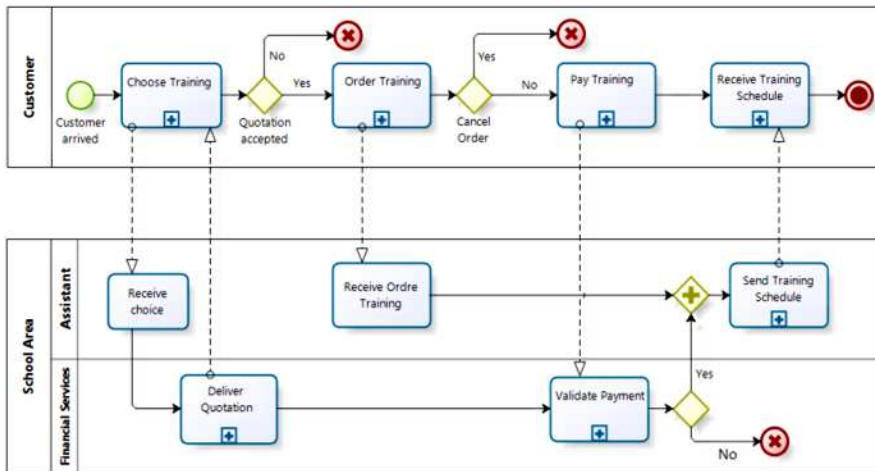 Customer
Customer
arrived
Choose Training
No
Yes
Quotation
accepted
Order Training
Yes
No
Cancel
Order
Pay Training
Receive Training
Schedule
School Area
Assistant
Receive
choice
Receive Ordre
Training
Send Training
Schedule
Financial Services
Deliver
Quotation
Validate Payment
Yes
No